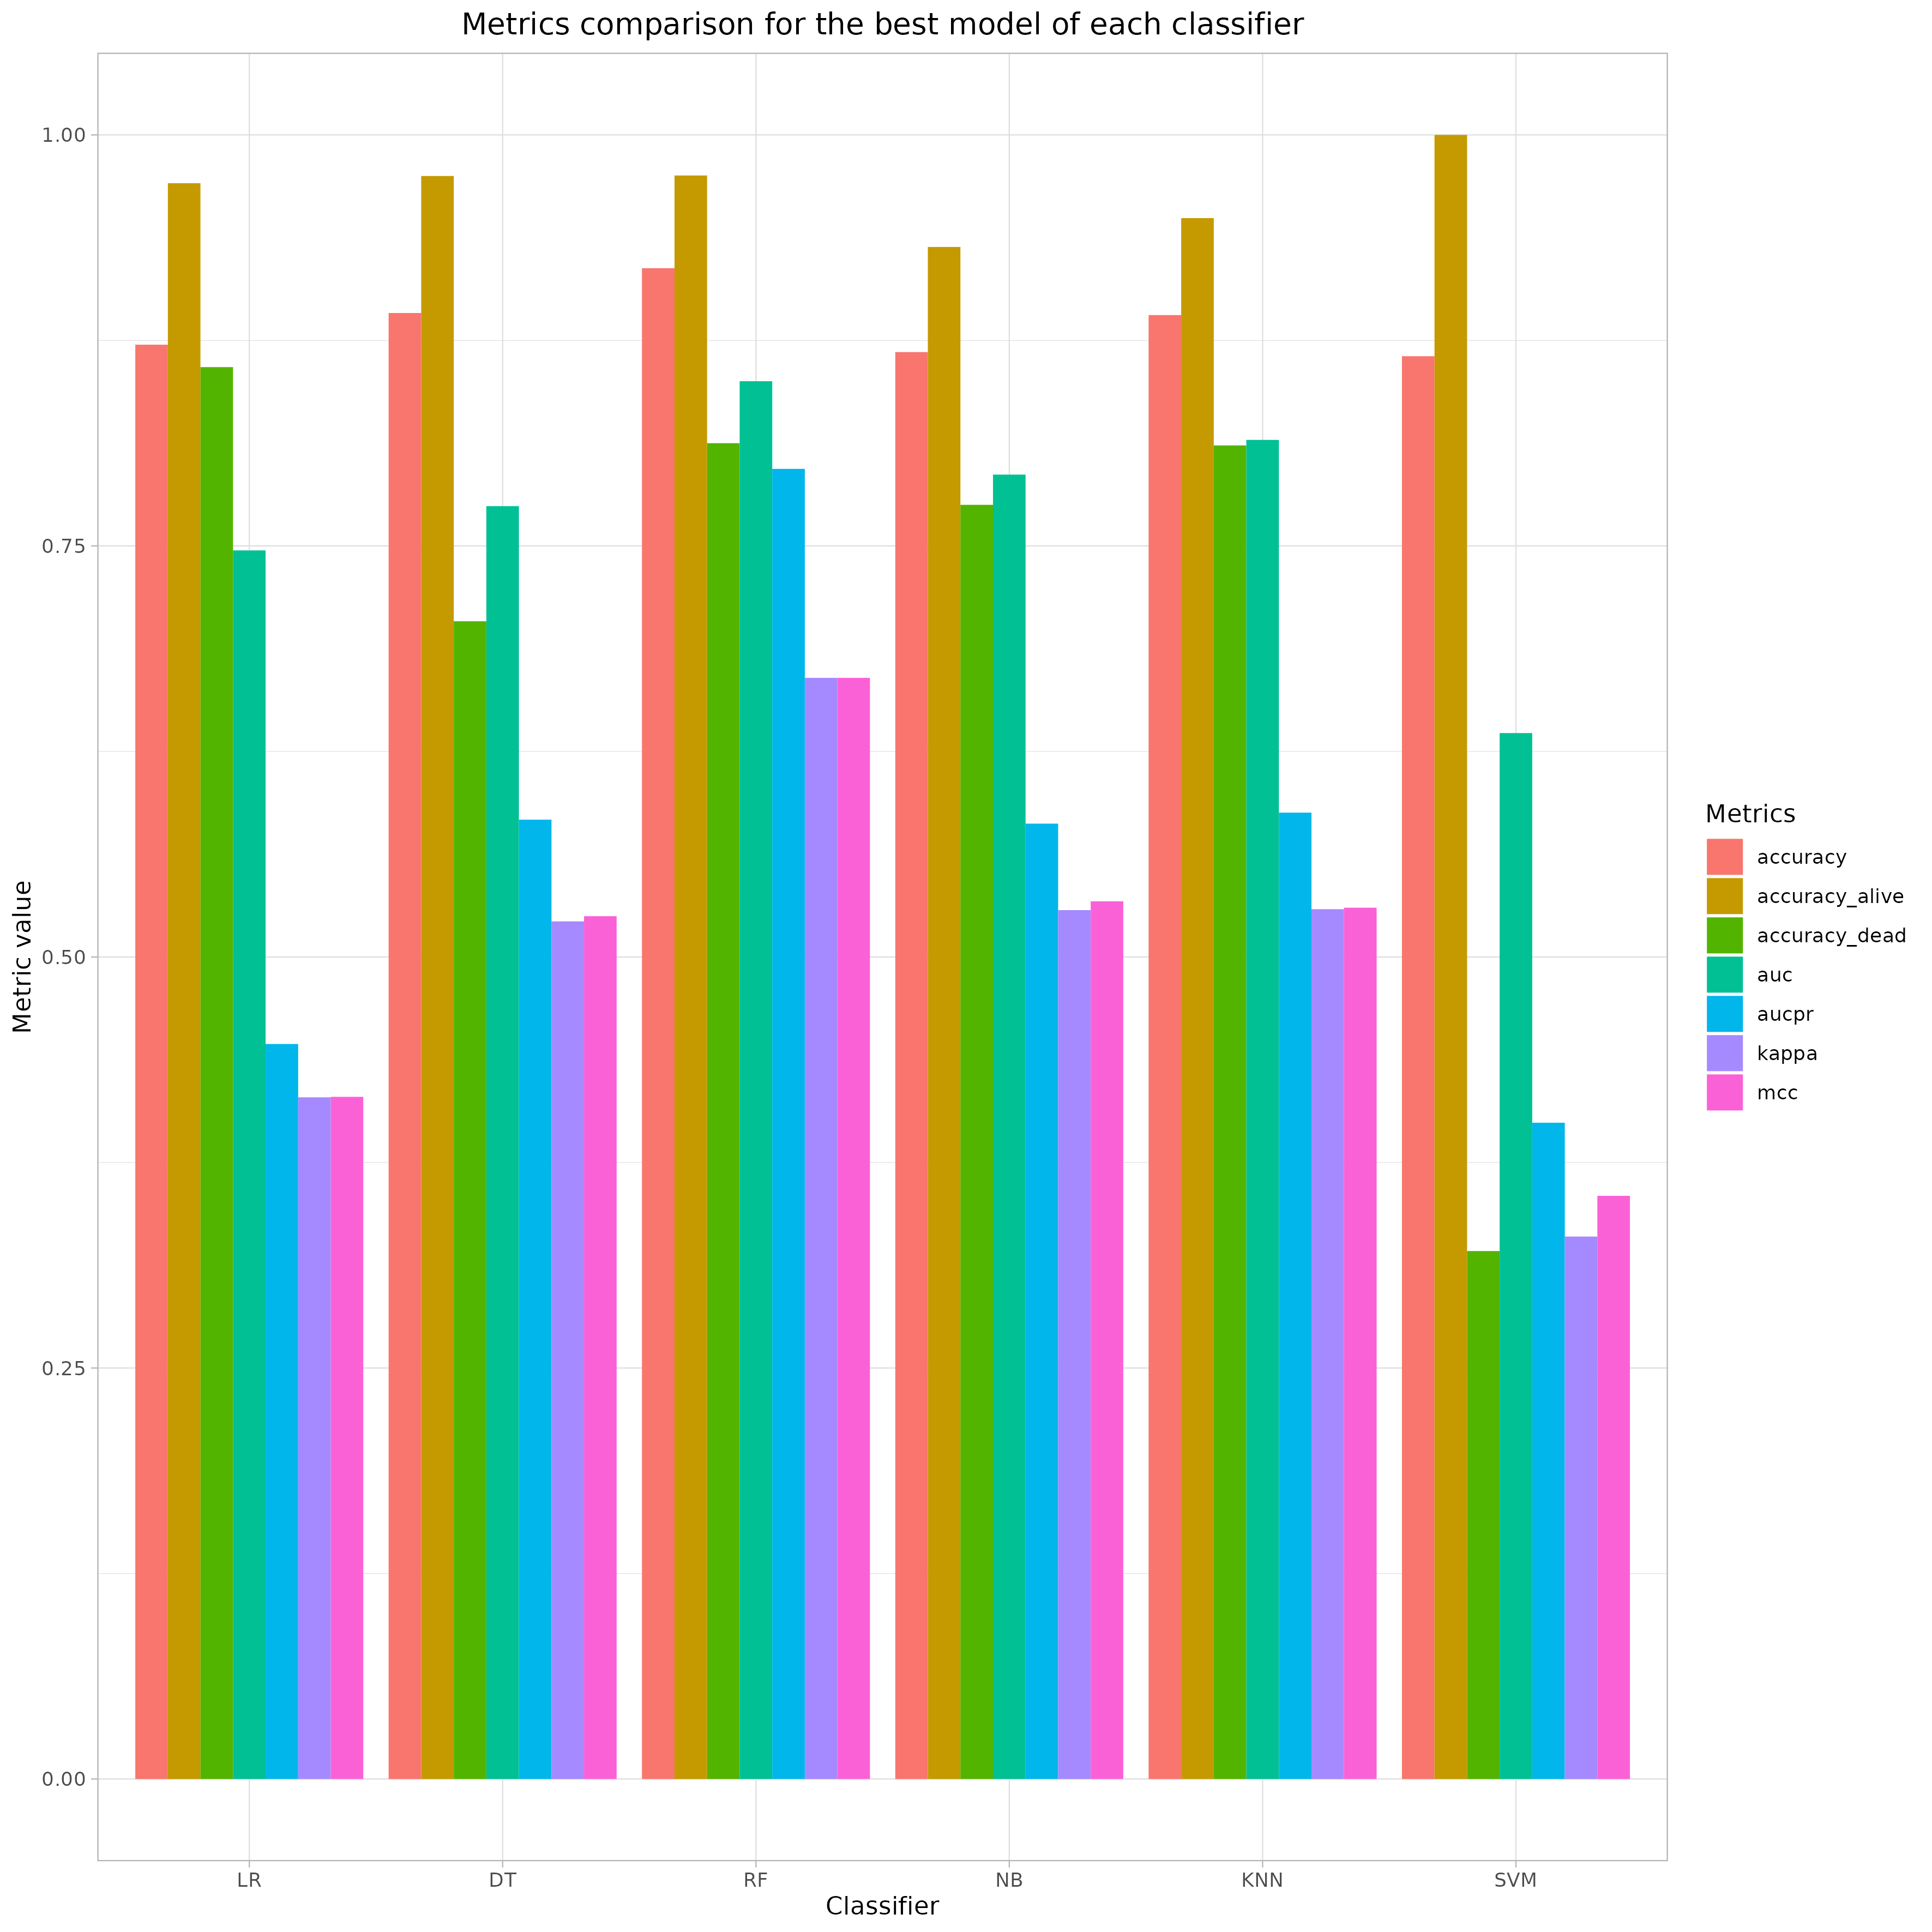 Metrics comparison for the best model of each classifier
Metric value
1.00
0.75
0.50
0.25
0.00
LR DT RF NB KNN SVM
Classifier
Metrics
accuracy
accuracy_alive
accuracy_dead
auc
aucpr
kappa
mcc